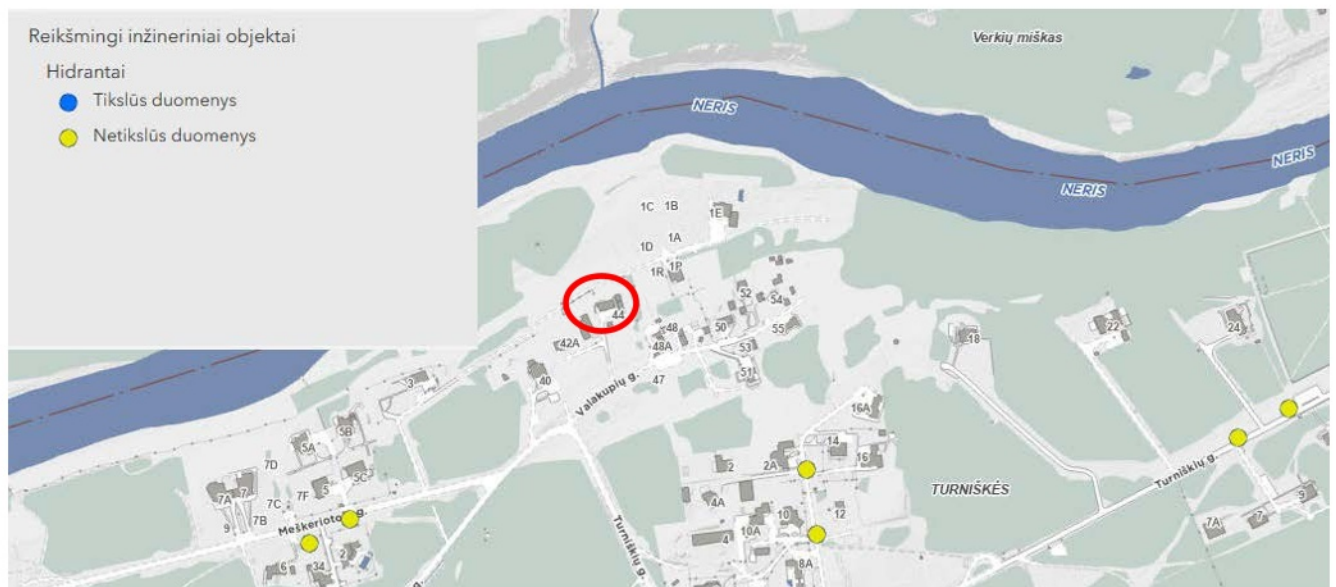 Reikšmingi inžineriniai objektai
Hidrantai
Tikslūs duomenys
Netikslūs duomenys
Verkių miškas
NERIS
NERIS
NERIS
1C
1B
1E
1A
1D
1R
1P
44
52
54
48
50
55
42A
48A
53
18
22
24
3
40
47
51
Valakupių g.
16A
5B
5A
14
7D
5C
2
2A
16
Turniškių g.
7
7F
5
TURNIŠKĖS
9
7A
7C
4A
12
7B
Meškerioto
g.
10
7A
7
9
10A
4
2
Turniškių g.
6
34
8A
g.